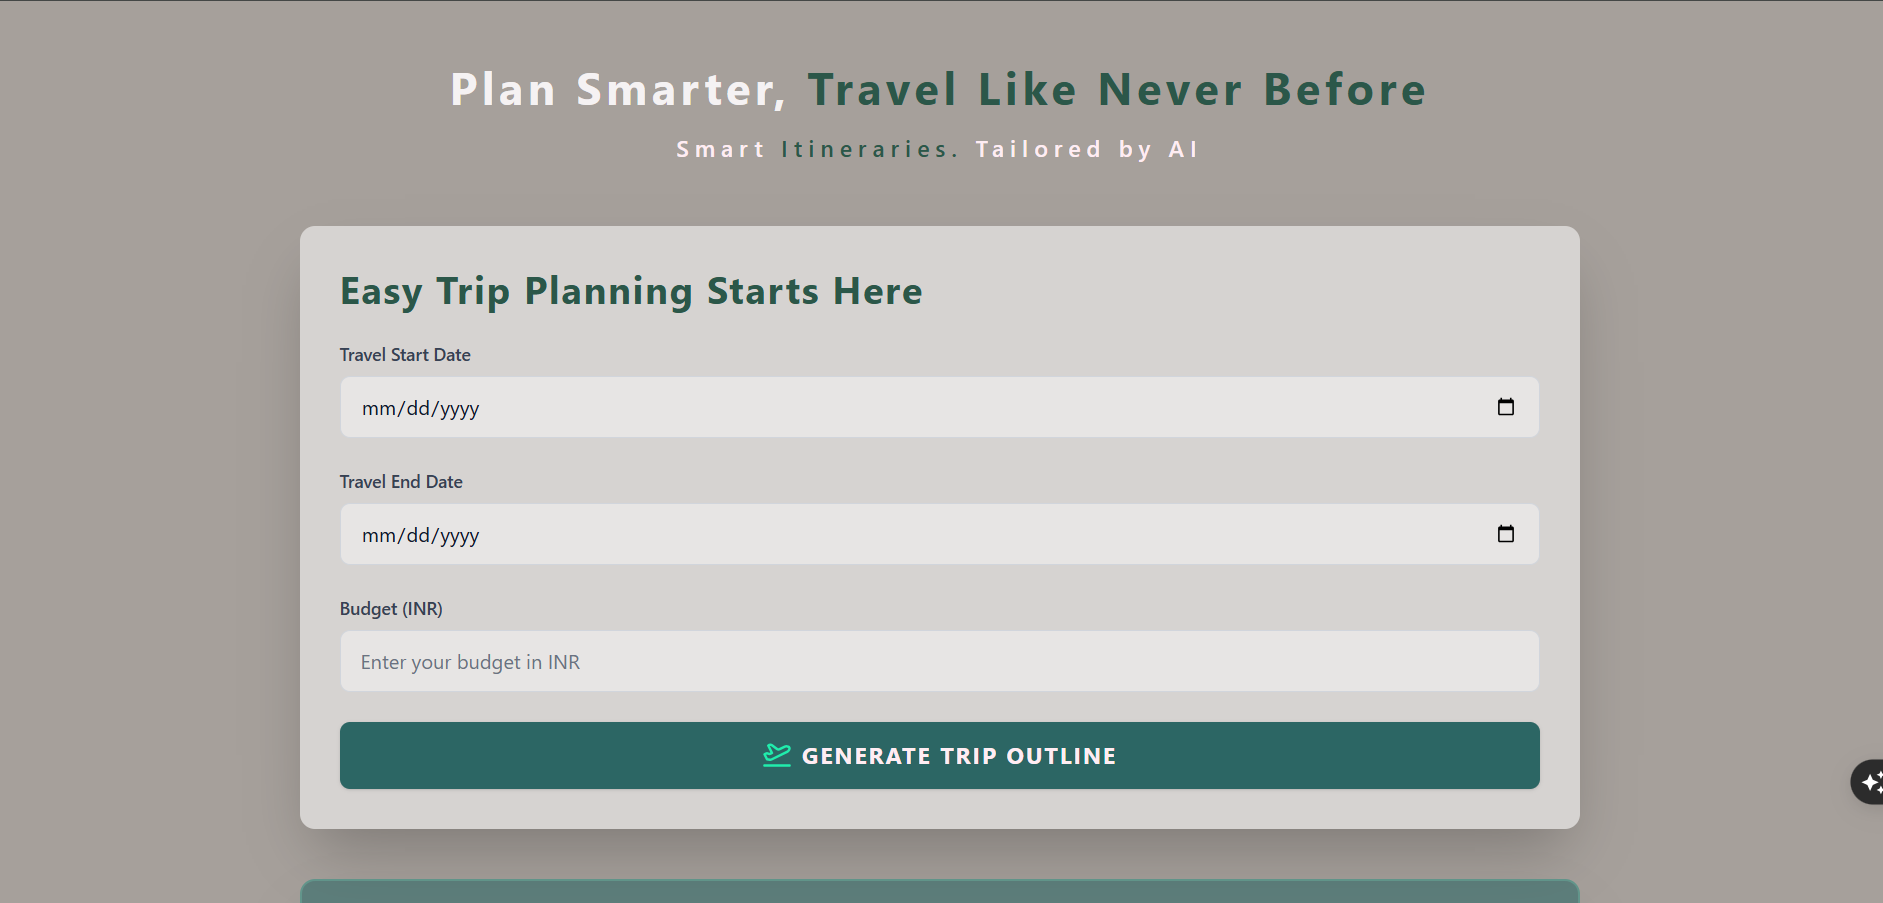 Plan Smarter, Travel Like Never Before
Smart Itineraries. Tailored by AI
Easy Trip Planning Starts Here
Travel Start Date
mm/dd/yyyy
Travel End Date
mm/dd/yyyy
Budget (INR)
Enter your budget in INR
GENERATE TRIP OUTLINE